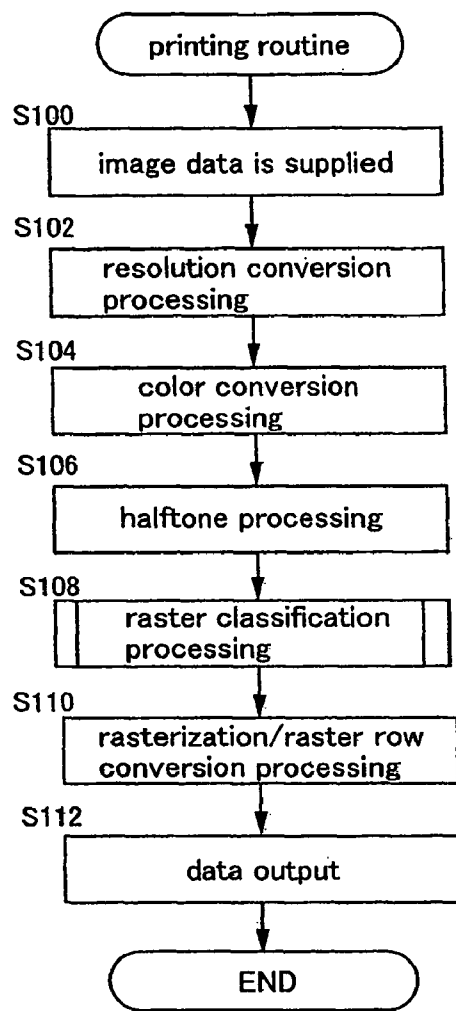 printing routine
S100
image data is supplied
S102
resolution conversion
processing
S104
color conversion
processing
S106
halftone processing
S108
raster classification
processing
S110
rasterization/raster row
conversion processing
S112
data output
END